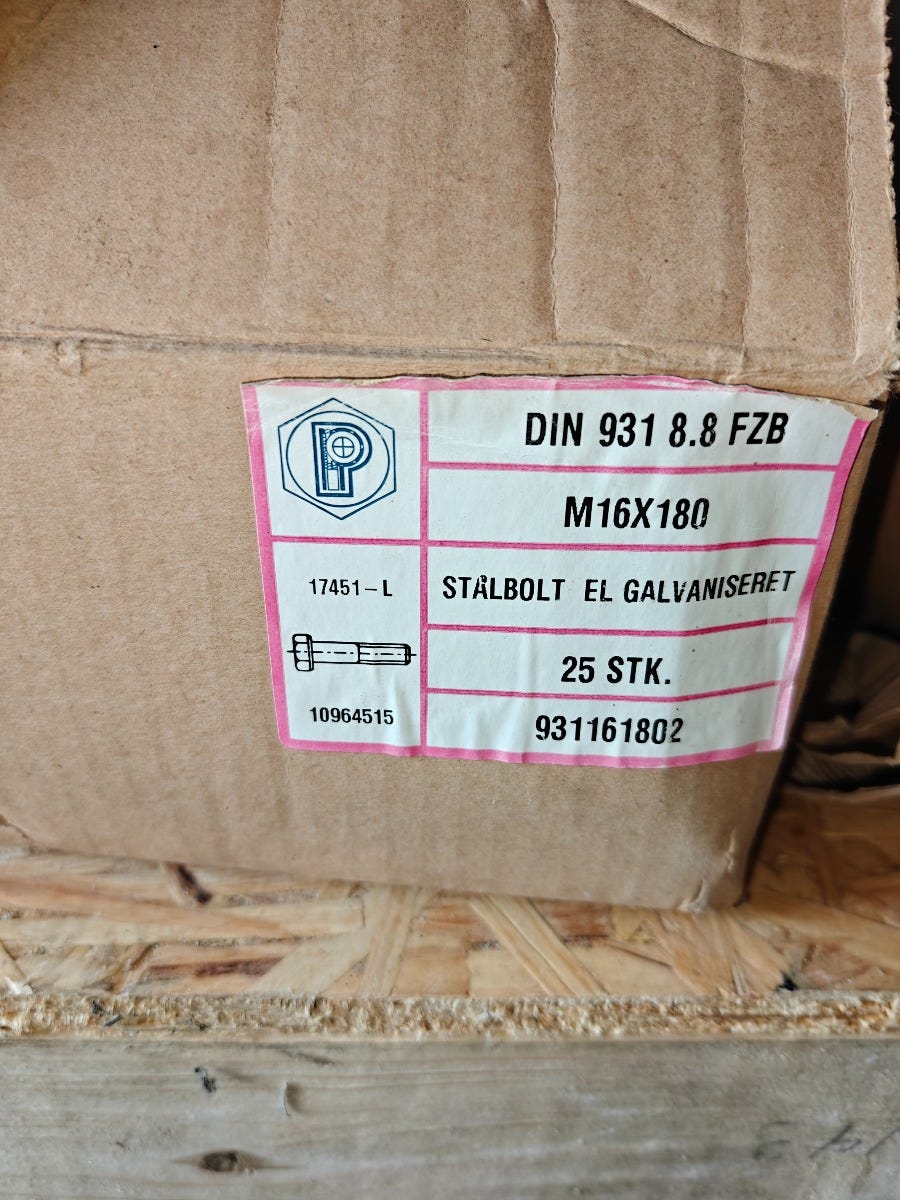 DIN 931 8.8 FZB
M16X180
17451-L
STÅLBOLT EL GALVANISERET
25 STK.
10964515
931161802